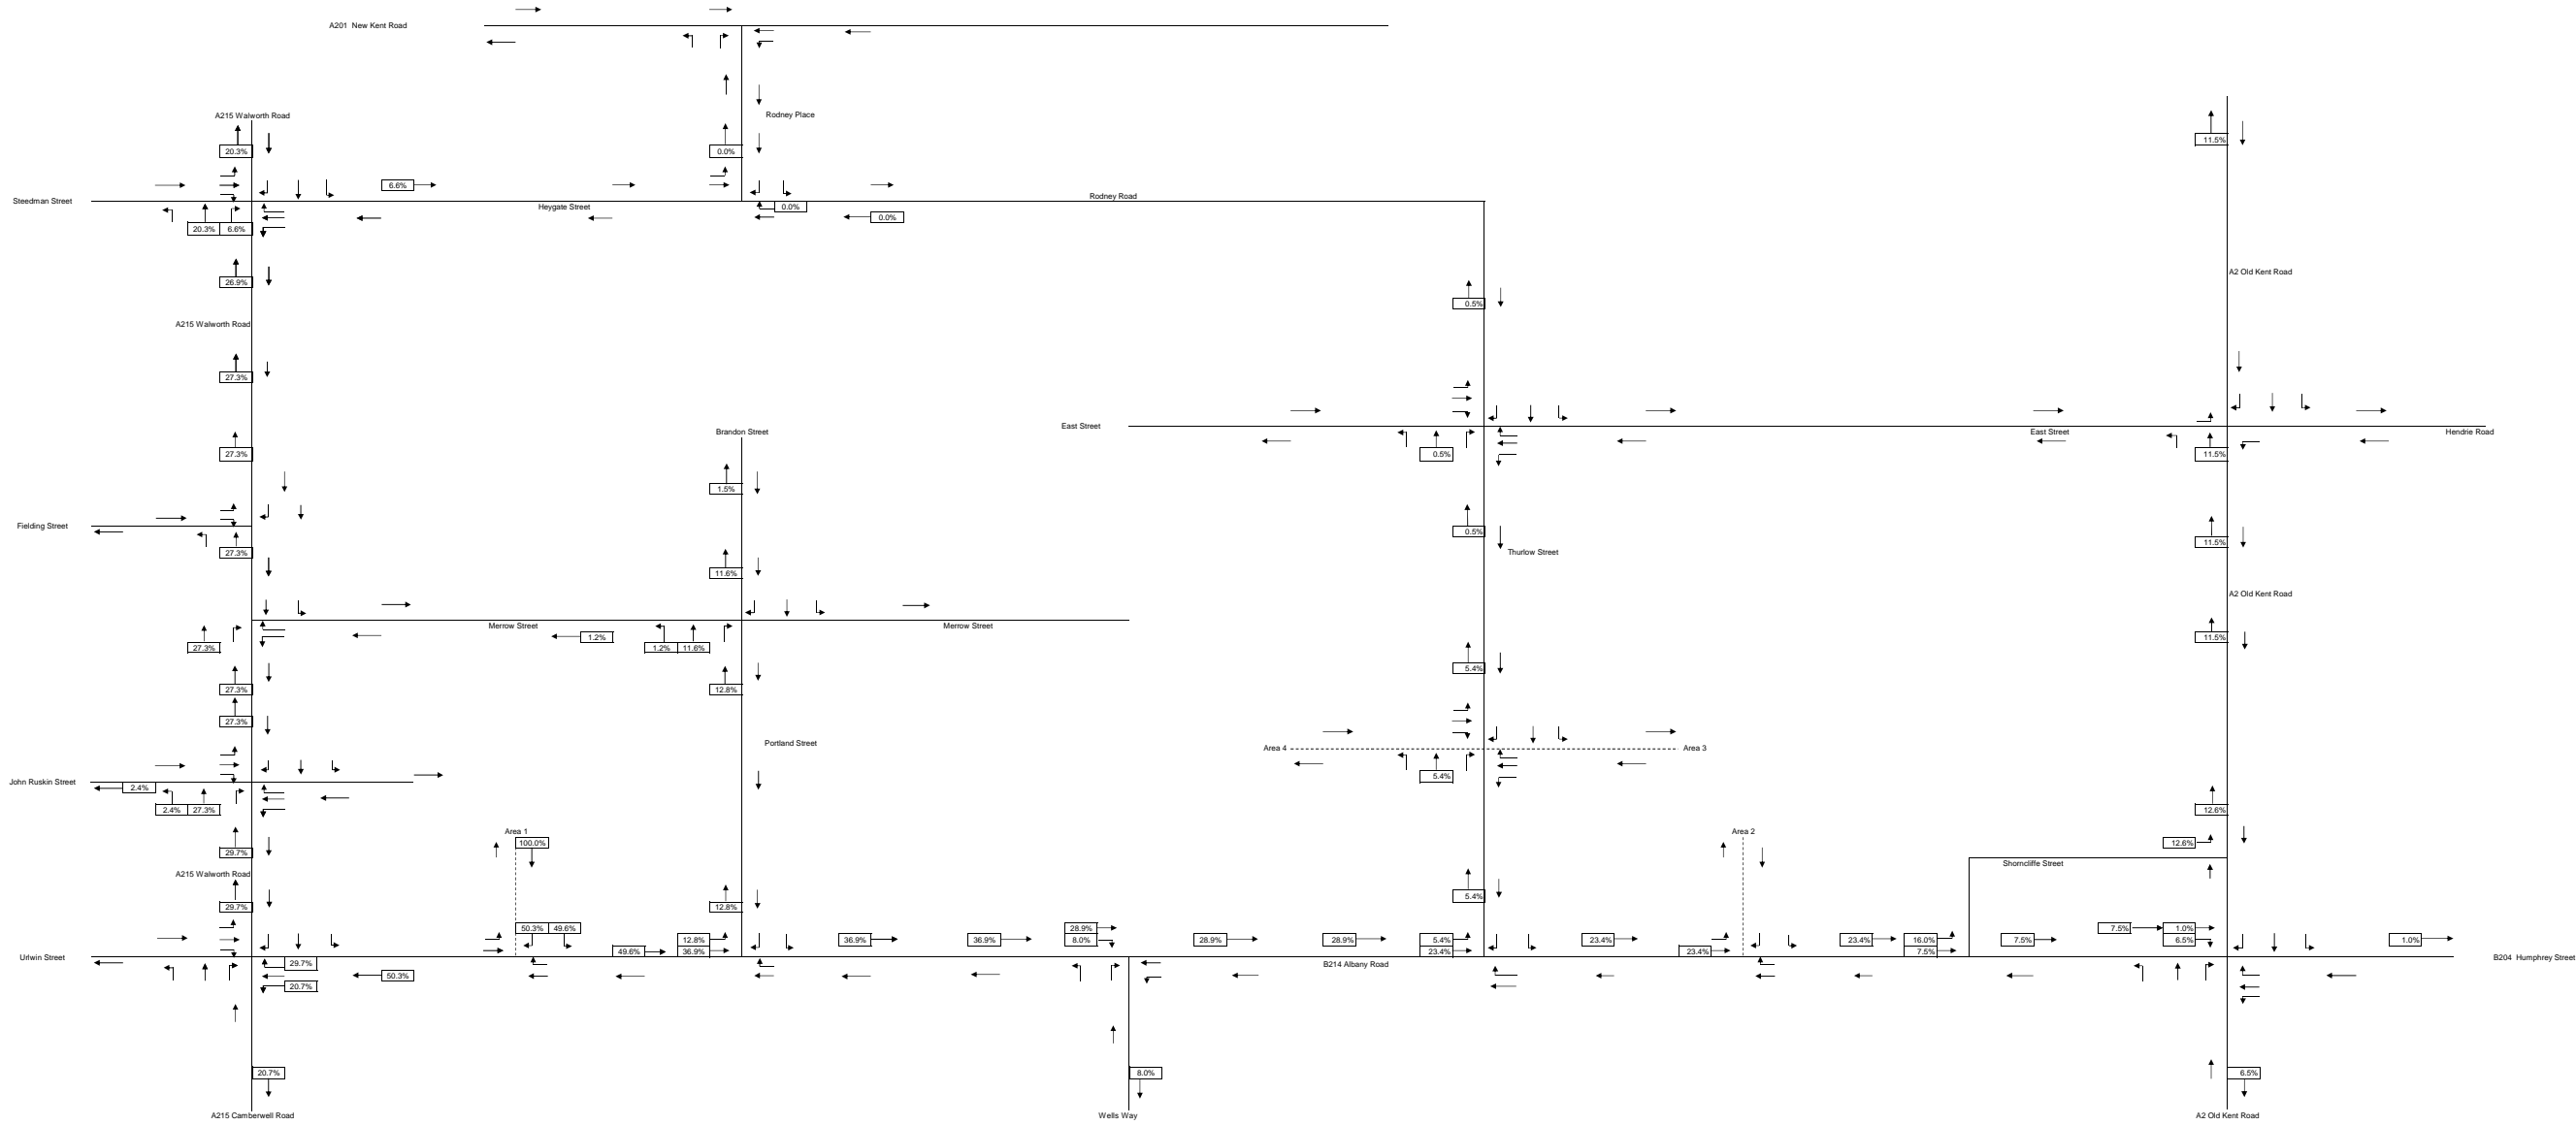 A201 New Kent Road
A215 Walworth Road
Rodney Place
20.3%
0.0%
11.5%
6.6%
Steedman Street
Heygate Street
Rodney Road
0.0%
0.0%
20.3% 6.6%
26.9%
A2 Old Kent Road
0.5%
A215 Walworth Road
27.3%
Brandon Street
East Street
East Street
Hendrie Road
27.3%
0.5%
11.5%
1.5%
Fielding Street
0.5%
11.5%
27.3%
Thurlow Street
11.6%
A2 Old Kent Road
Merrow Street
Merrow Street
1.2%
11.5%
27.3%
1.2% 11.6%
5.4%
27.3%
12.8%
27.3%
Portland Street
Area 4
Area 3
5.4%
John Ruskin Street
2.4%
2.4% 27.3%
12.6%
Area 1
Area 2
100.0%
12.6%
29.7%
Shorncliffe Street
A215 Walworth Road
5.4%
29.7%
12.8%
50.3% 49.6%
28.9%
7.5%
1.0%
12.8%
36.9%
36.9%
8.0%
28.9%
28.9%
5.4%
23.4%
23.4%
16.0%
7.5%
6.5%
1.0%
49.6%
36.9%
23.4%
23.4%
7.5%
Urlwin Street
29.7%
B214 Albany Road
B204 Humphrey Street
50.3%
20.7%
20.7%
8.0%
6.5%
A215 Camberwell Road
Wells Way
A2 Old Kent Road